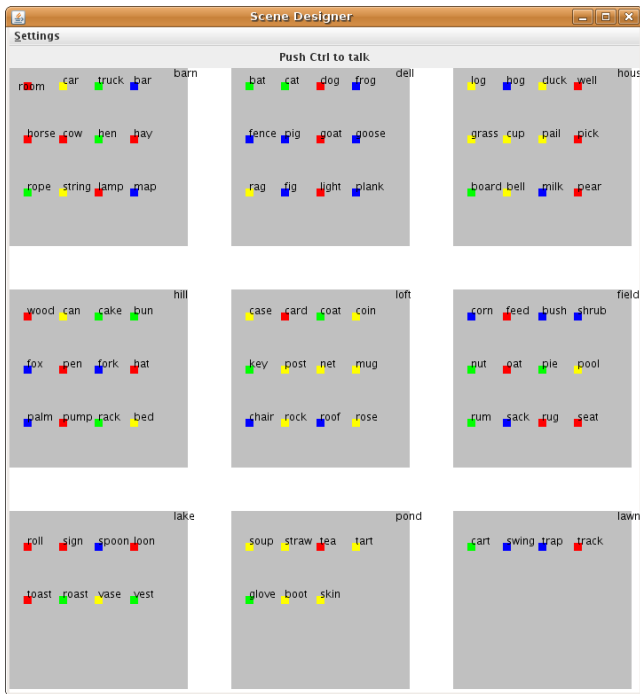 Scene Designer
Settings
Push Ctrl to talk
barn
room car truck bar
horse cow hen hay
rope string lamp map
dell
bat cat dog frog
fence pig goat goose
rag fig light plank
hous
log hog duck well
grass cup pail pick
board bell milk pear
hill
wood can cake bun
fox pen fork hat
palm pump rack bed
loft
case card coat coin
key post net mug
chair rock roof rose
field
corn feed bush shrub
nut oat pie pool
rum sack rug seat
lake
roll sign spoon loon
toast roast vase vest
pond
soup straw tea tart
glove boot skin
lawn
cart swing trap track